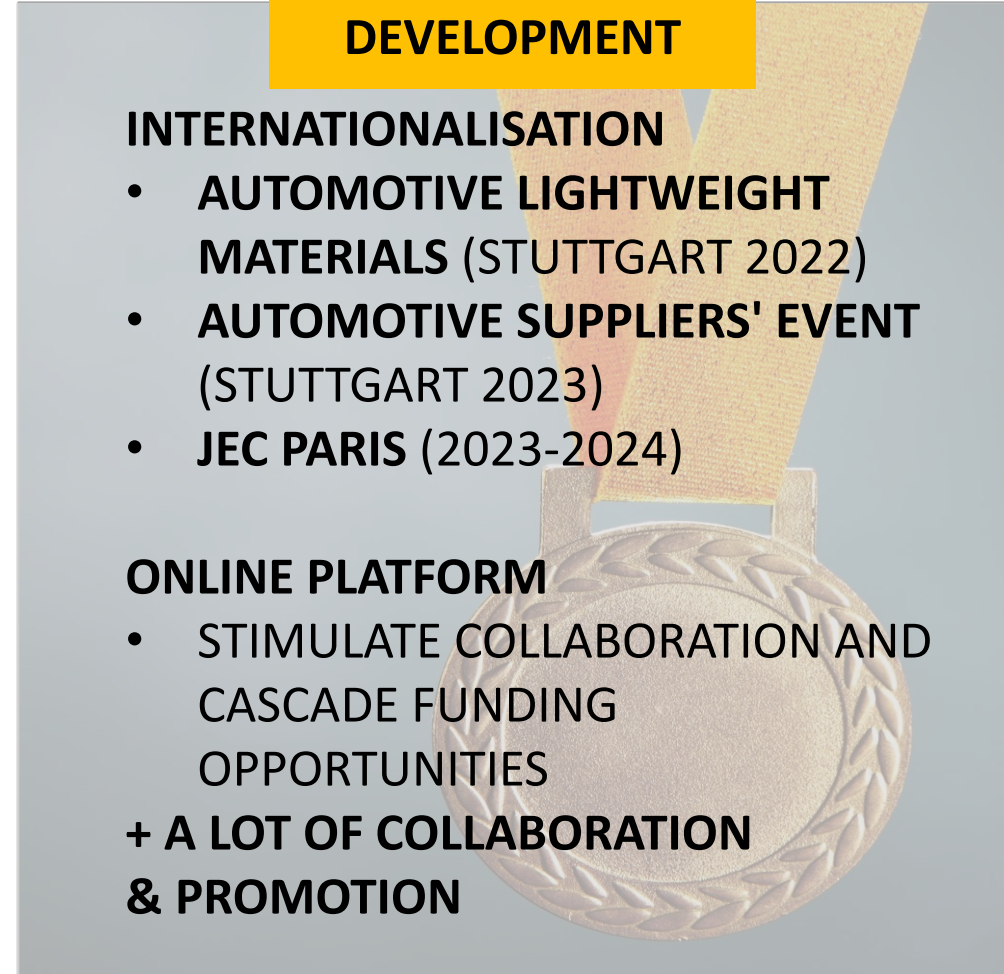 DEVELOPMENT
INTERNATIONALISATION
• AUTOMOTIVE LIGHTWEIGHT
MATERIALS (STUTTGART 2022)
• AUTOMOTIVE SUPPLIERS' EVENT
(STUTTGART 2023)
• JEC PARIS (2023-2024)
ONLINE PLATFORM
• STIMULATE COLLABORATION AND
CASCADE FUNDING
OPPORTUNITIES
+ A LOT OF COLLABORATION
& PROMOTION